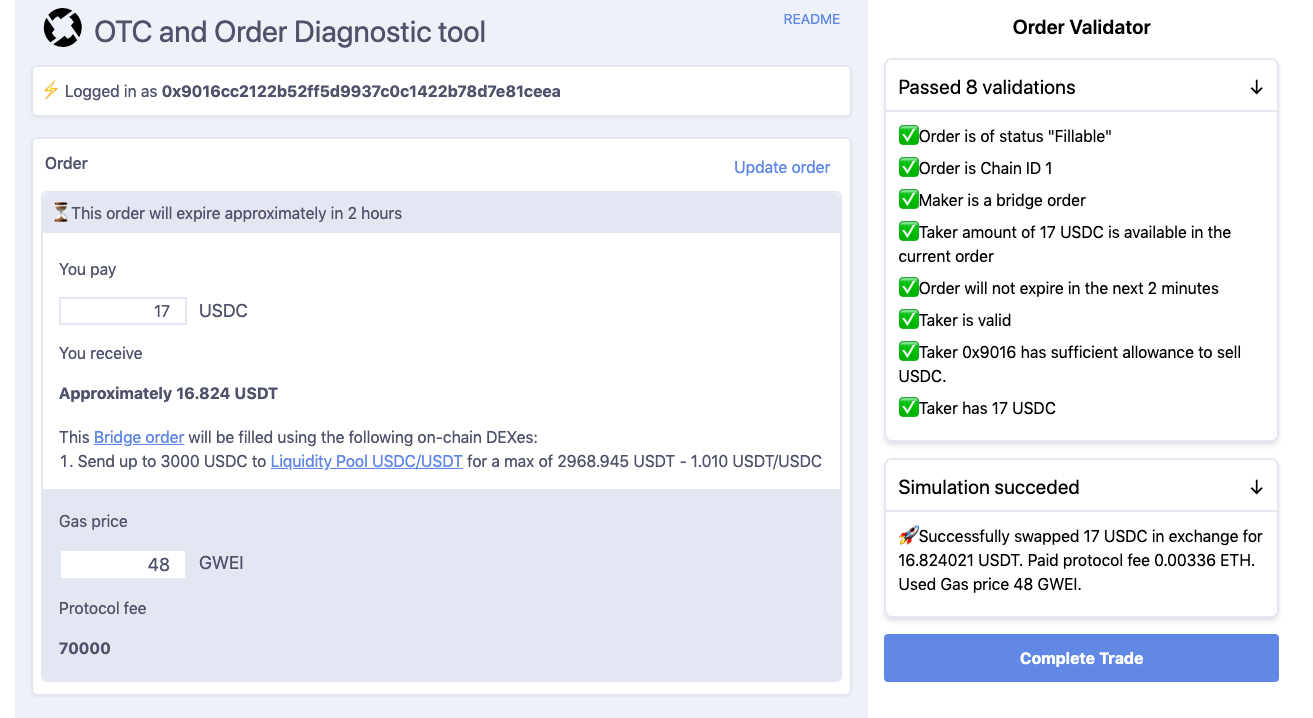 OTC and Order Diagnostic tool
README
⚡ Logged in as 0x9016cc2122b52ff5d9937c0c1422b78d7e81ceea
Order
Update order
⏳This order will expire approximately in 2 hours
You pay
17 USDC
You receive
Approximately 16.824 USDT
This Bridge order will be filled using the following on-chain DEXes:
1. Send up to 3000 USDC to Liquidity Pool USDC/USDT for a max of 2968.945 USDT - 1.010 USDT/USDC
Gas price
48 GWEI
Protocol fee
70000
Order Validator
Passed 8 validations ↓
✅Order is of status "Fillable"
✅Order is Chain ID 1
✅Maker is a bridge order
✅Taker amount of 17 USDC is available in the
current order
✅Order will not expire in the next 2 minutes
✅Taker is valid
✅Taker 0x9016 has sufficient allowance to sell
USDC.
✅Taker has 17 USDC
Simulation succeded ↓
🚀Successfully swapped 17 USDC in exchange for
16.824021 USDT. Paid protocol fee 0.00336 ETH.
Used Gas price 48 GWEI.
Complete Trade